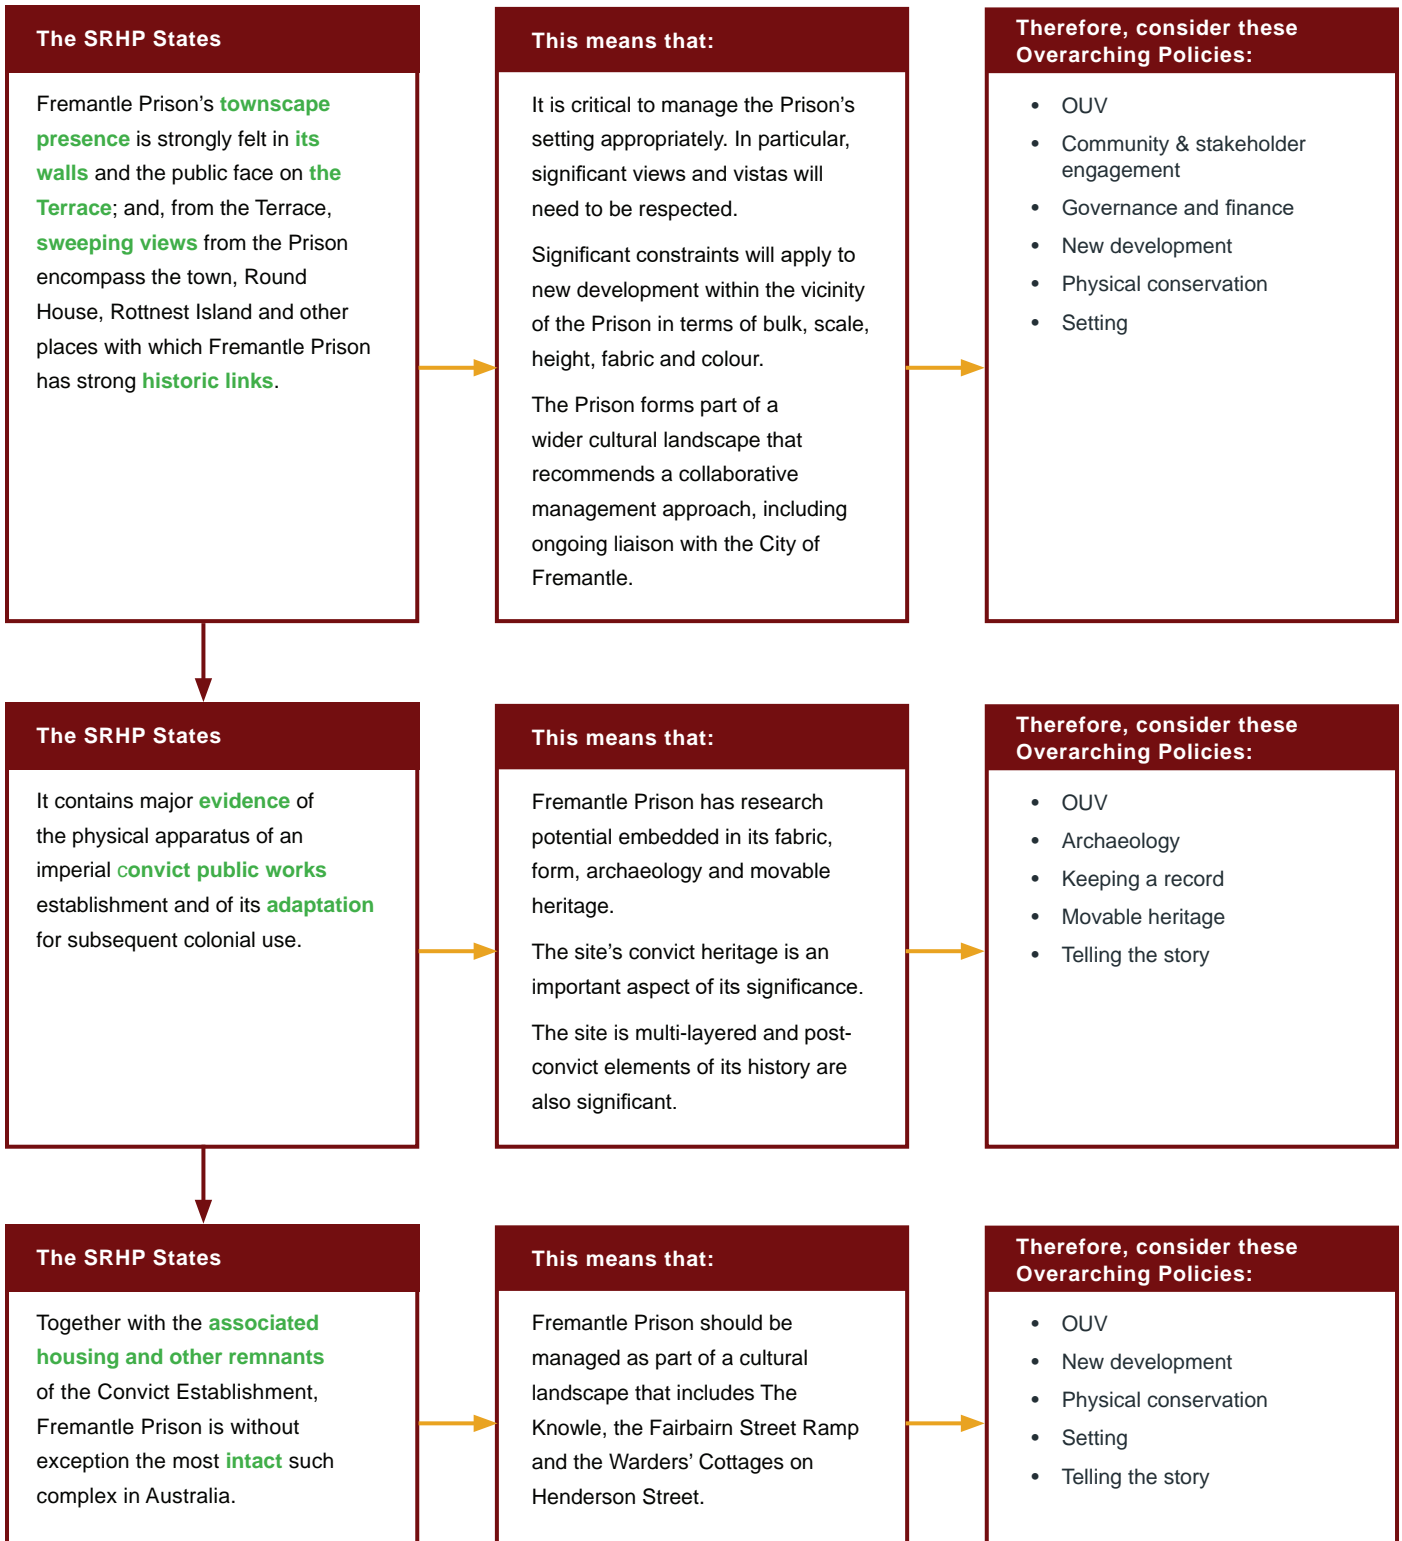 The SRHP States
Fremantle Prison's townscape
presence is strongly felt in its
walls and the public face on the
Terrace; and, from the Terrace,
sweeping views from the Prison
encompass the town, Round
House, Rottnest Island and other
places with which Fremantle Prison
has strong historic links.
This means that:
It is critical to manage the Prison's
setting appropriately. In particular,
significant views and vistas will
need to be respected.
Significant constraints will apply to
new development within the vicinity
of the Prison in terms of bulk, scale,
height, fabric and colour.
The Prison forms part of a
wider cultural landscape that
recommends a collaborative
management approach, including
ongoing liaison with the City of
Fremantle.
Therefore, consider these
Overarching Policies:
• OUV
• Community & stakeholder
engagement
• Governance and finance
• New development
• Physical conservation
• Setting
The SRHP States
It contains major evidence of
the physical apparatus of an
imperial convict public works
establishment and of its adaptation
for subsequent colonial use.
This means that:
Fremantle Prison has research
potential embedded in its fabric,
form, archaeology and movable
heritage.
The site's convict heritage is an
important aspect of its significance.
The site is multi-layered and post-
convict elements of its history are
also significant.
Therefore, consider these
Overarching Policies:
• OUV
• Archaeology
• Keeping a record
• Movable heritage
• Telling the story
The SRHP States
Together with the associated
housing and other remnants
of the Convict Establishment,
Fremantle Prison is without
exception the most intact such
complex in Australia.
This means that:
Fremantle Prison should be
managed as part of a cultural
landscape that includes The
Knowle, the Fairbairn Street Ramp
and the Warders' Cottages on
Henderson Street.
Therefore, consider these
Overarching Policies:
• OUV
• New development
• Physical conservation
• Setting
• Telling the story